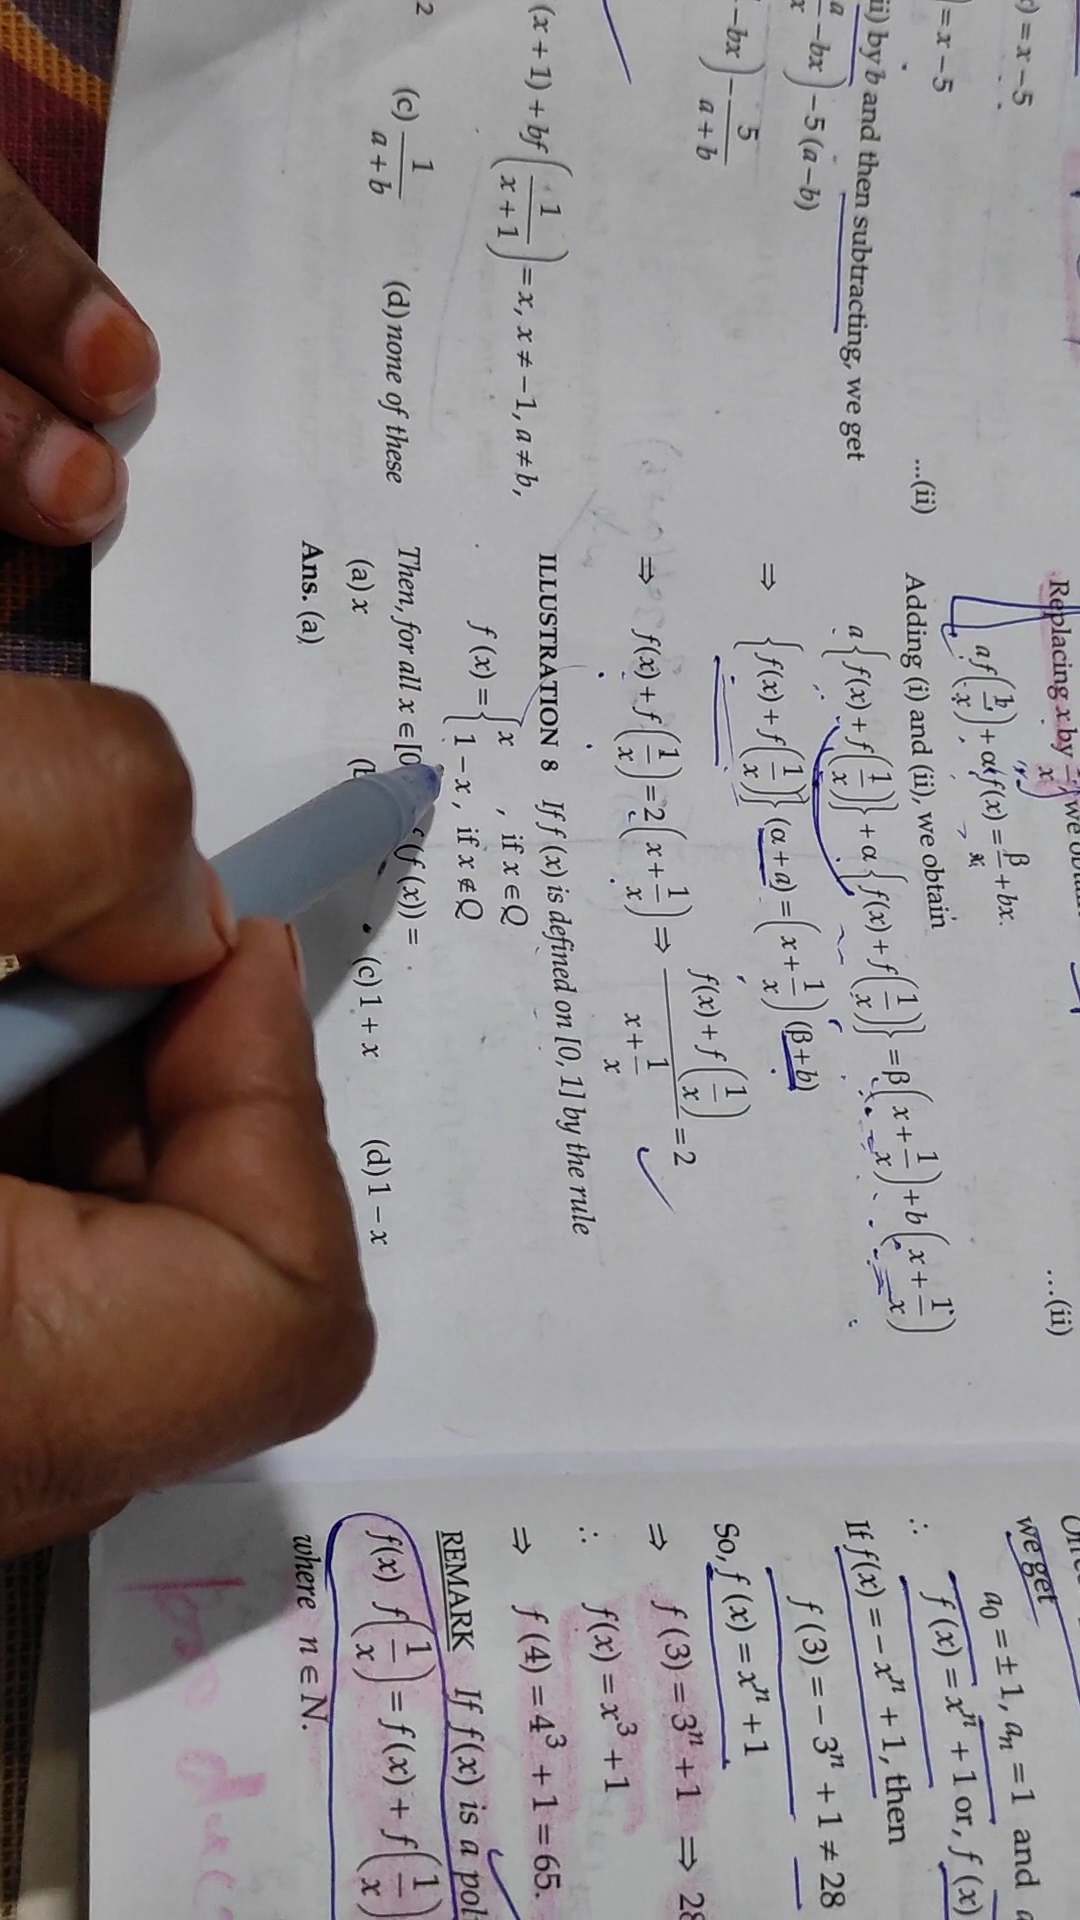 ) = x − 5
= x − 5
...(ii)
ii) by b and then subtracting, we get
a/x − bx) − 5 (a − b)
− bx) − 5/(a + b)
(x + 1) + bf(1/(x + 1)) = x, x ≠ − 1, a ≠ b,
2 (c) 1/(a + b) (d) none of these
Replacing x by
af(1/x) + αf(x) = β/x + bx. ....(ii)
Adding (i) and (ii), we obtain
a{f(x) + f(1/x)} + α{f(x) + f(1/x)} = β(x + 1/x) + b(x + 1/x)
⇒ {f(x) + f(1/x)} (α + a) = (x + 1/x) (β + b)
⇒ f(x) + f(1/x) = 2(x + 1/x) ⇒ (f(x) + f(1/x))/(x + 1/x) = 2
ILLUSTRATION 8 If f (x) is defined on [0, 1] by the rule
f (x) = { x , if x ∈ Q
1 − x , if x ∉ Q
Then, for all x ∈ [0 (f (x)) =
(a) x (c) 1 + x (d) 1 − x
Ans. (a)
we get
a₀ = ± 1, aₙ = 1 and
∴ f (x) = xⁿ + 1 or, f (x)
If f(x) = − xⁿ + 1, then
f (3) = − 3ⁿ + 1 ≠ 28
So, f (x) = xⁿ + 1
⇒ f (3) = 3ⁿ + 1 ⇒ 28
∴ f(x) = x³ + 1
⇒ f (4) = 4³ + 1 = 65.
REMARK If f(x) is a pol
f(x) f(1/x) = f(x) + f(1/x)
where n ∈ N.